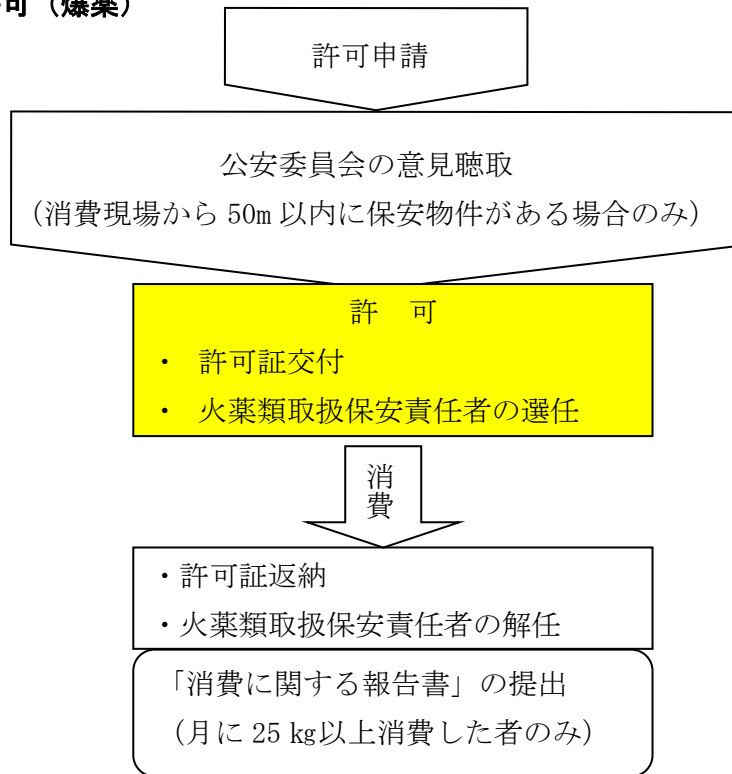 可（爆薬）
許可申請
公安委員会の意見聴取
（消費現場から 50m 以内に保安物件がある場合のみ）
許　可
・ 許可証交付
・ 火薬類取扱保安責任者の選任
消
費
・許可証返納
・火薬類取扱保安責任者の解任
「消費に関する報告書」の提出
（月に 25 ㎏以上消費した者のみ）